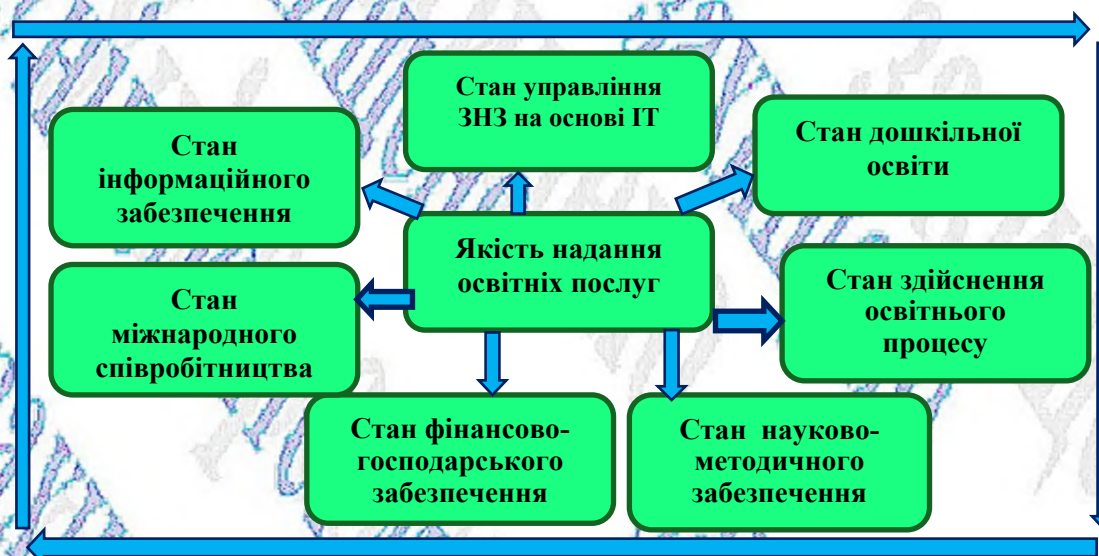 Стан управління
ЗНЗ на основі ІТ
Стан
інформаційного
забезпечення
Стан дошкільної
освіти
Якість надання
освітніх послуг
Стан
міжнародного
співробітництва
Стан здійснення
освітнього
процесу
Стан фінансово-
господарського
забезпечення
Стан науково-
методичного
забезпечення